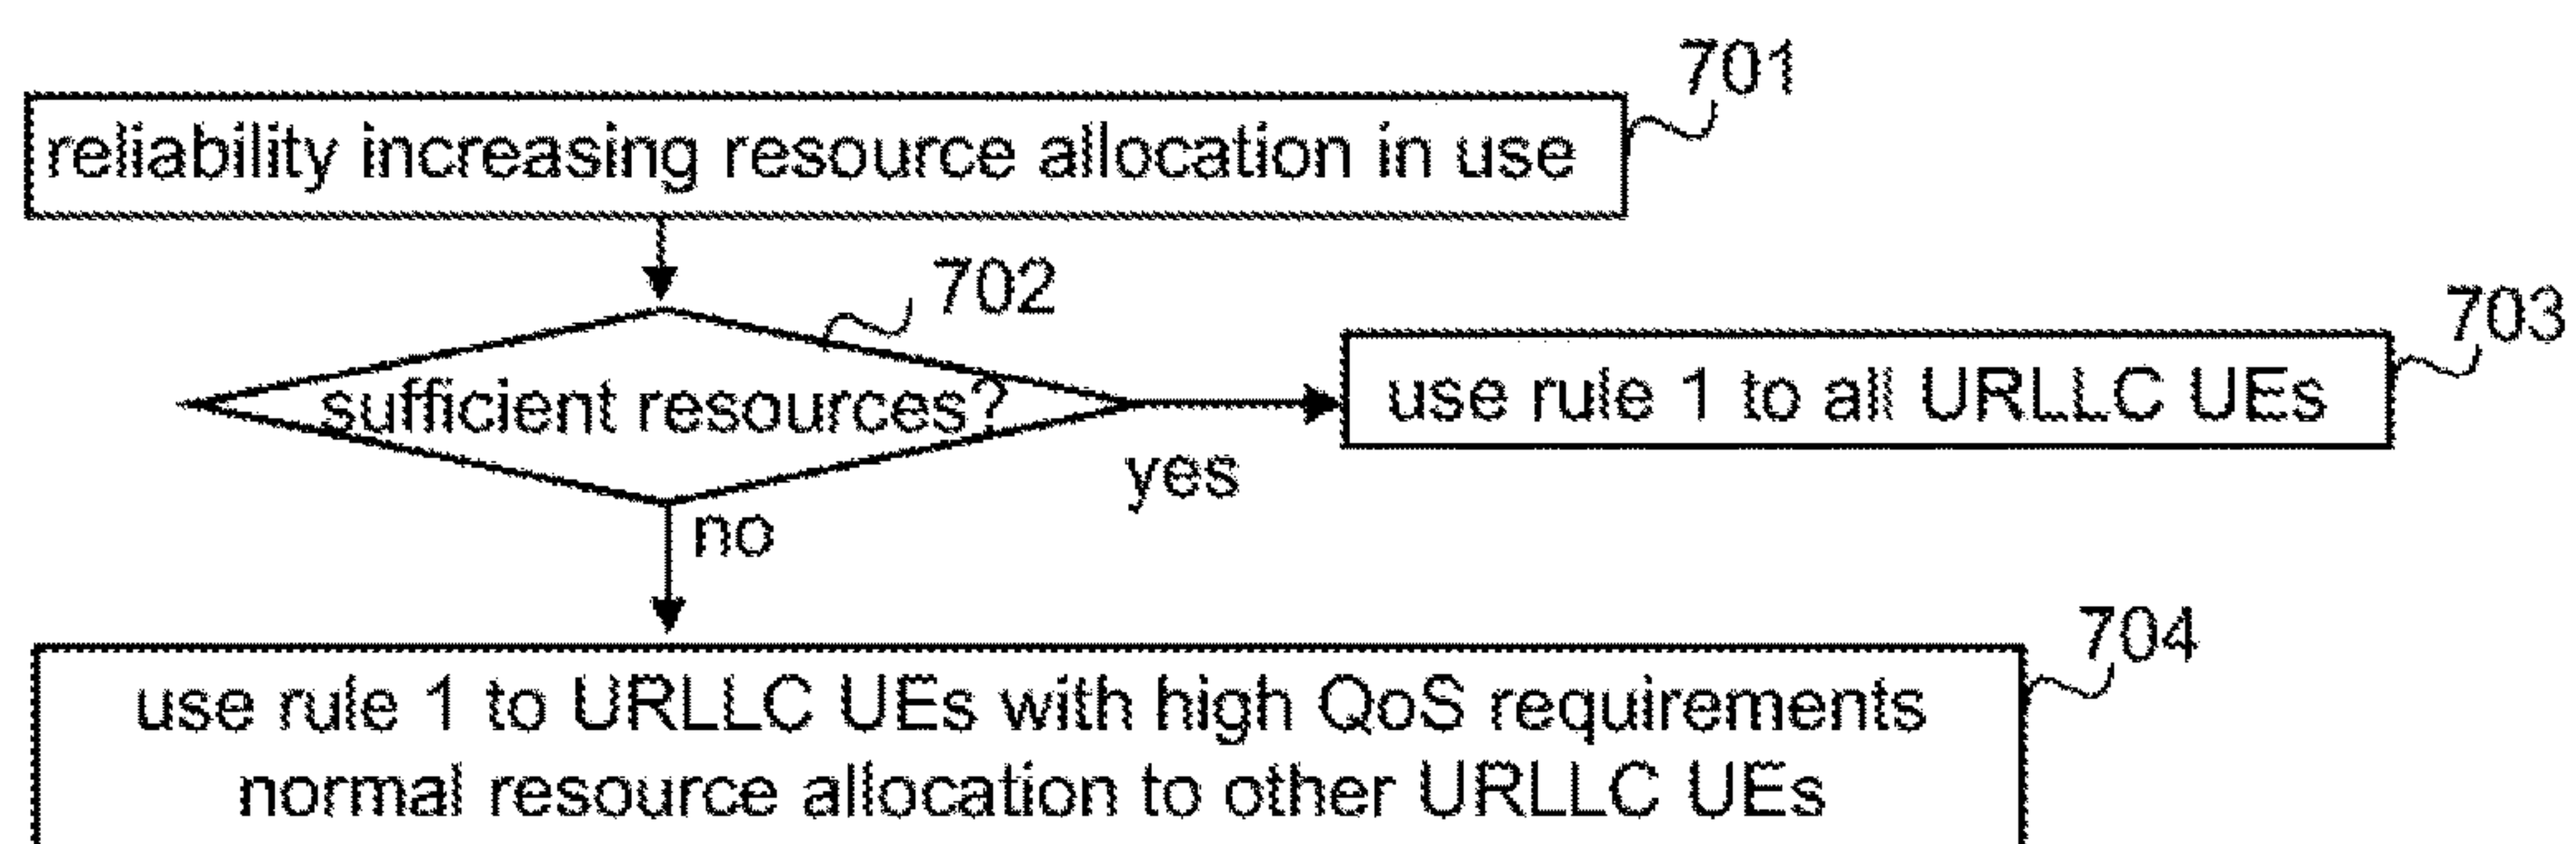 701
reliability increasing resource allocation in use
702
703
sufficient resources?
use rule 1 to all URLLC UEs
yes
no
704
use rule 1 to URLLC UEs with high QoS requirements
normal resource allocation to other URLLC UEs